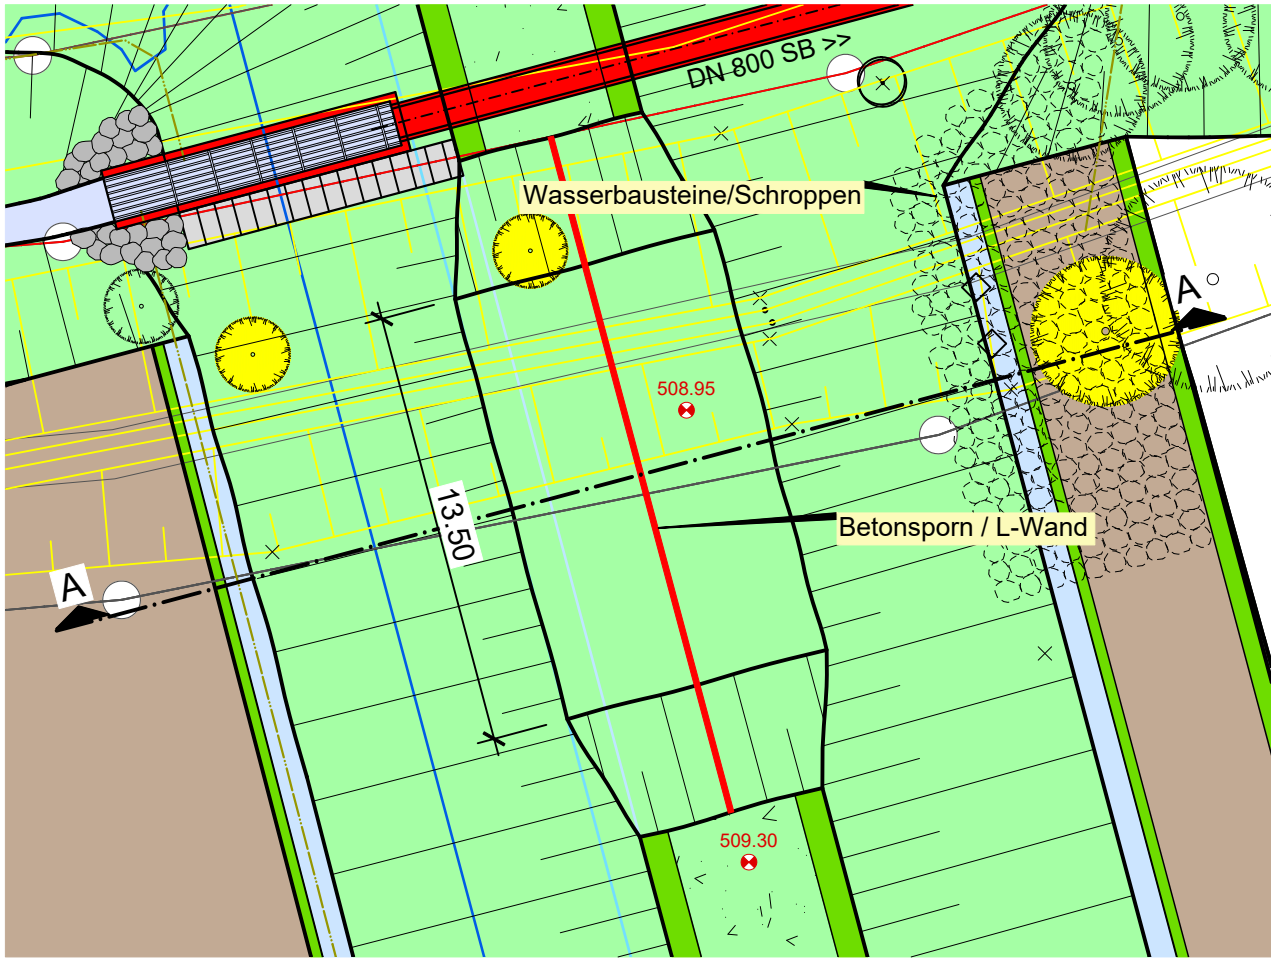 DN 800 SB >>
Wasserbausteine/Schroppen
A
508.95
13.50
Betonsporn / L-Wand
A
509.30